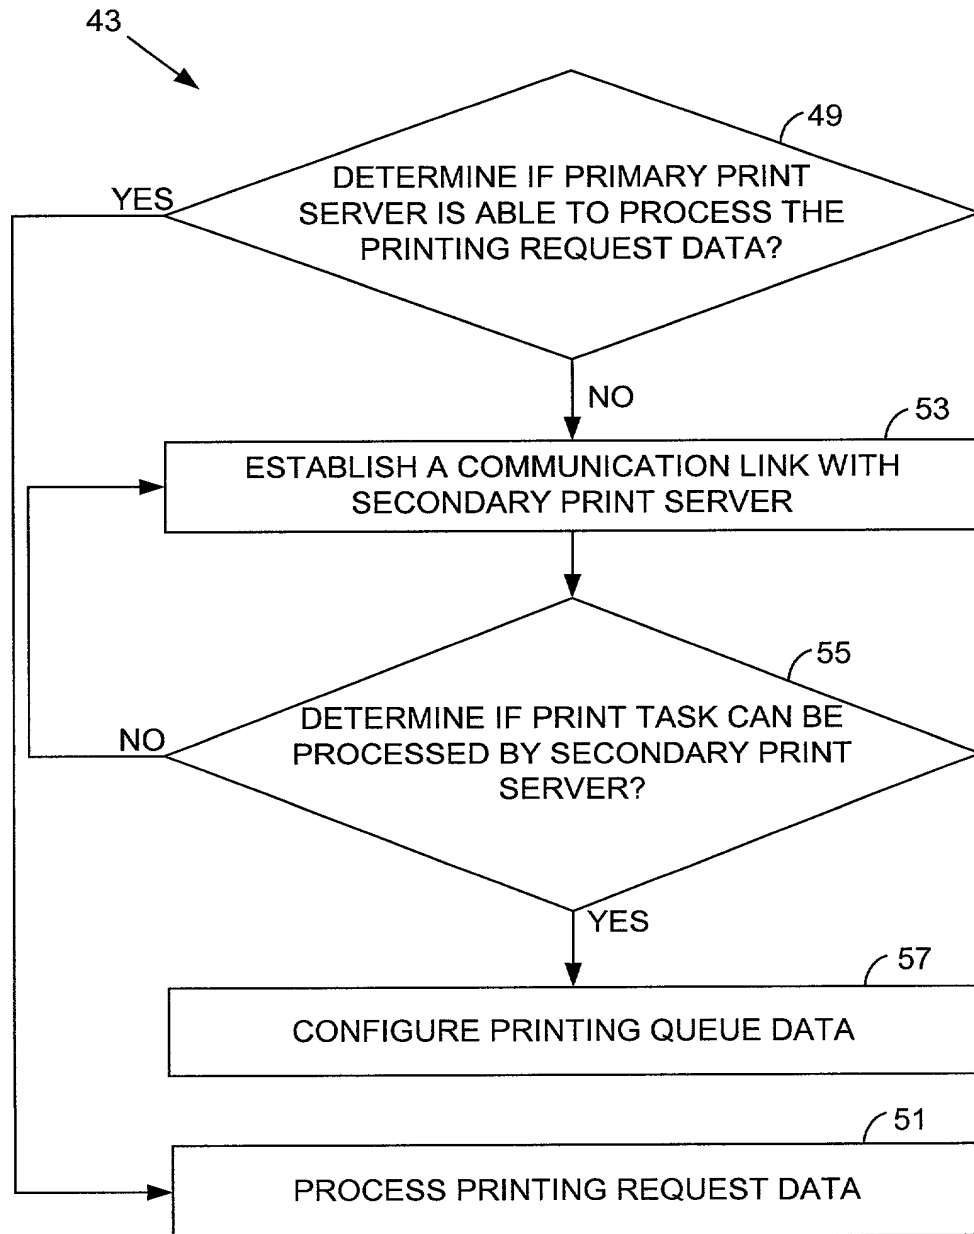 43
49
DETERMINE IF PRIMARY PRINT
SERVER IS ABLE TO PROCESS THE
PRINTING REQUEST DATA?
YES
NO
53
ESTABLISH A COMMUNICATION LINK WITH
SECONDARY PRINT SERVER
55
DETERMINE IF PRINT TASK CAN BE
PROCESSED BY SECONDARY PRINT
SERVER?
NO
YES
57
CONFIGURE PRINTING QUEUE DATA
51
PROCESS PRINTING REQUEST DATA